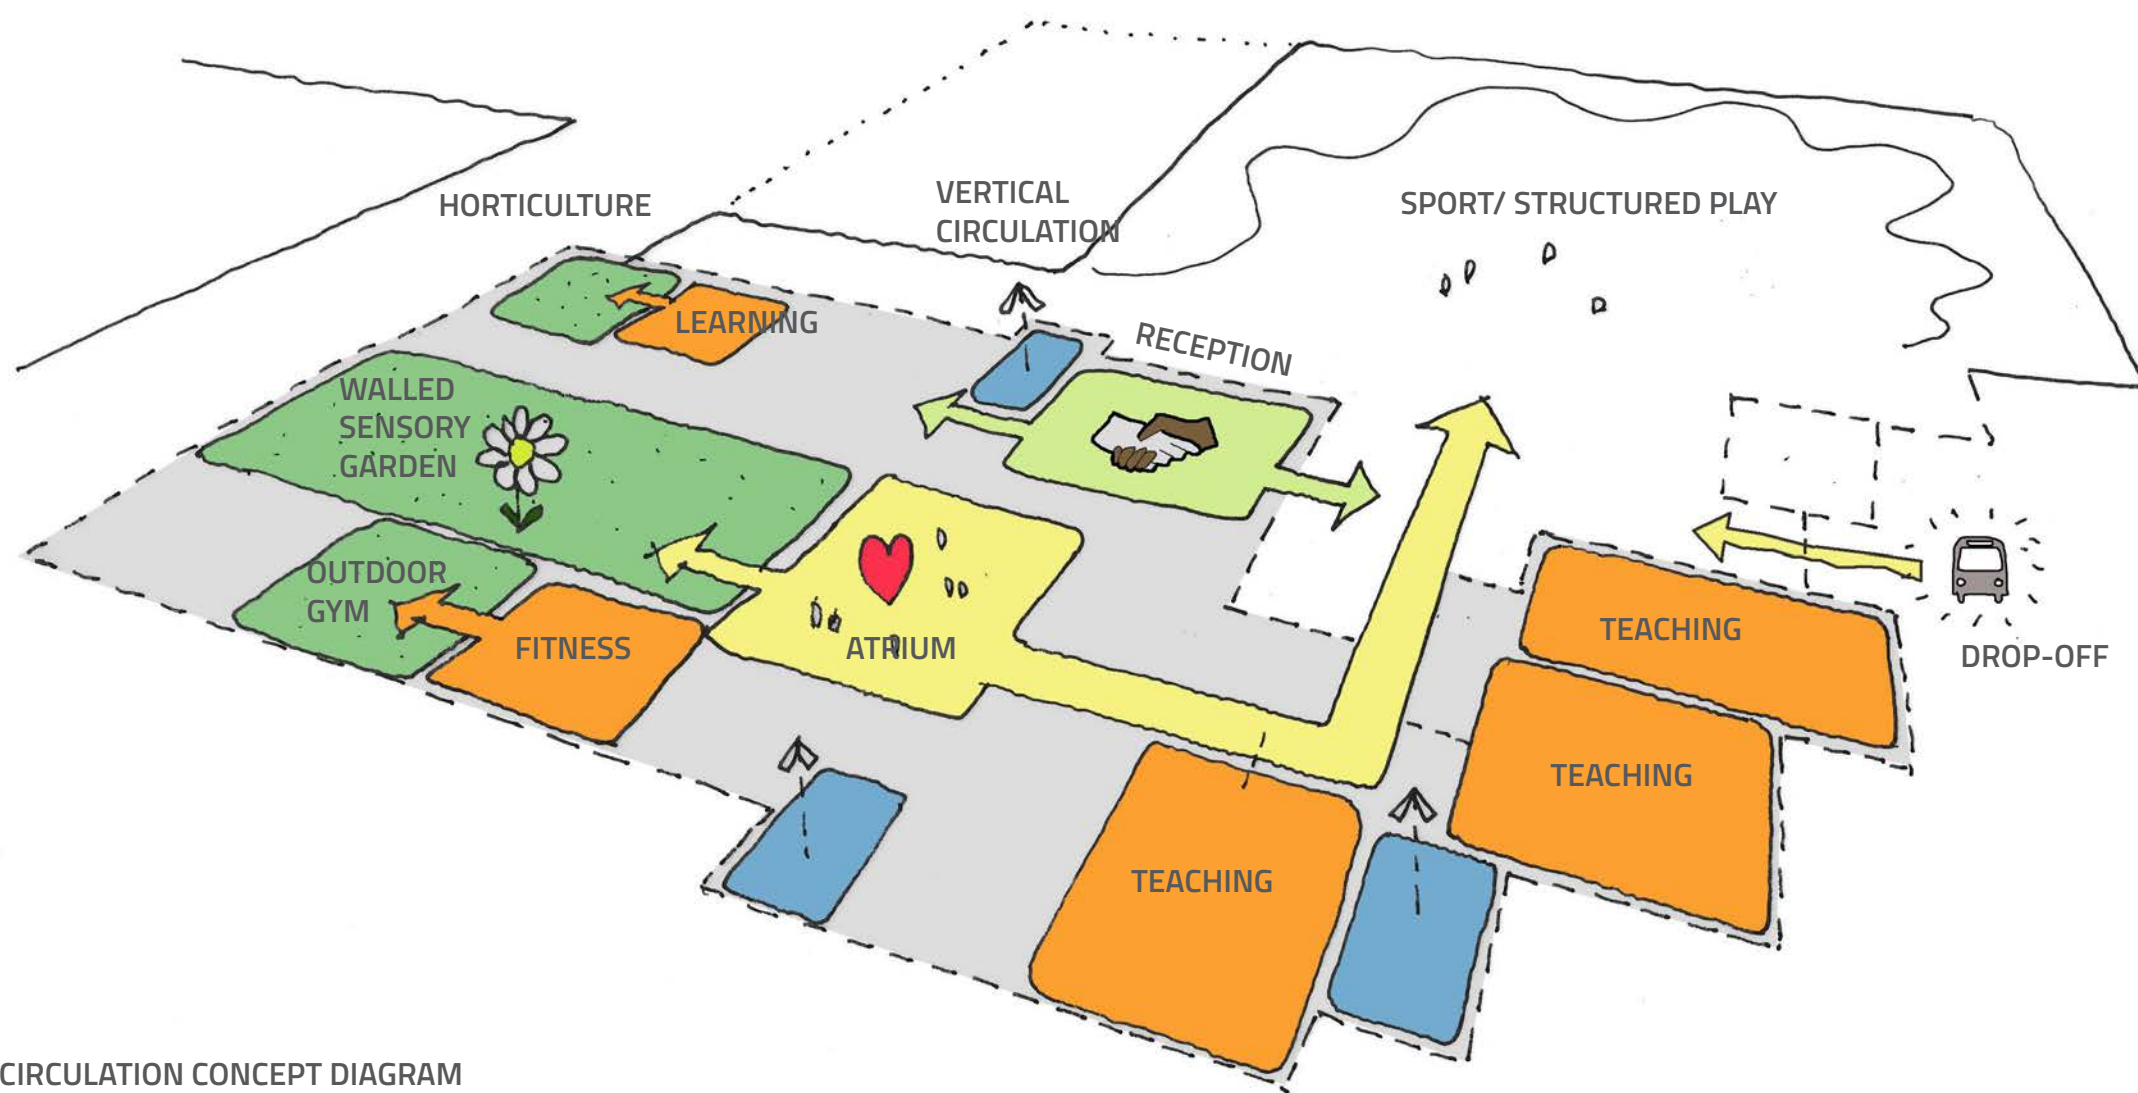 HORTICULTURE
VERTICAL
CIRCULATION
SPORT/ STRUCTURED PLAY
LEARNING
RECEPTION
WALLED
SENSORY
GARDEN
OUTDOOR
GYM
FITNESS
ATRIUM
TEACHING
DROP-OFF
TEACHING
TEACHING
CIRCULATION CONCEPT DIAGRAM